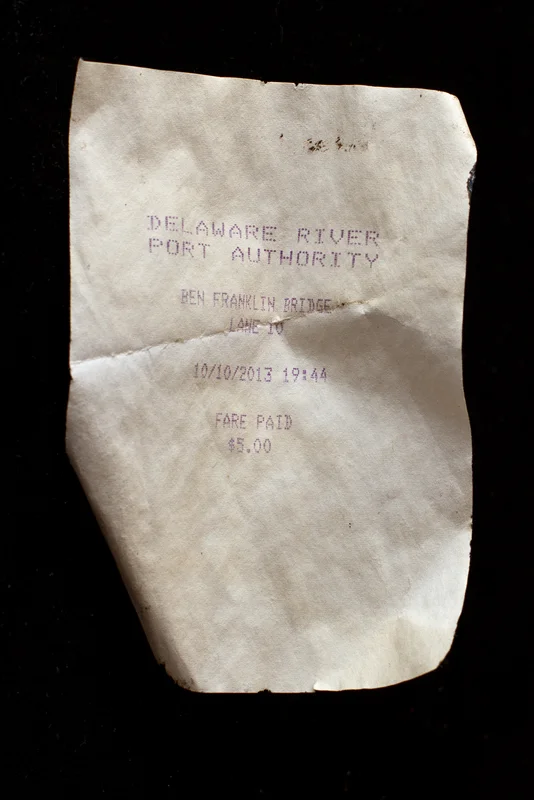 DELAWARE RIVER
PORT AUTHORITY
BEN FRANKLIN BRIDGE
LANE 10
10/10/2013 19:44
FARE PAID
$5.00